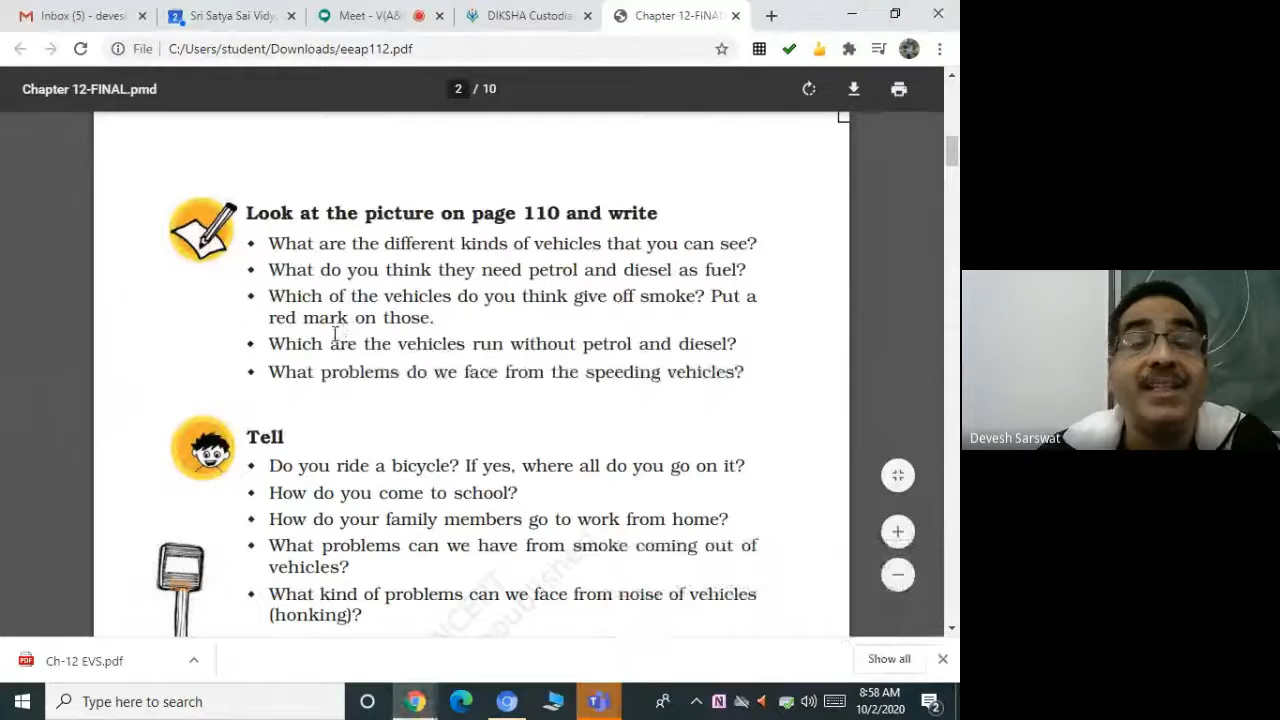 Inbox (5) - deves
Sri Satya Sai Vidy
Meet - V(A&
DIKSHA Custodia
Chapter 12-FINAL
File
C:/Users/student/Downloads/eeap112.pdf
Chapter 12-FINAL.pmd
2 / 10
Look at the picture on page 110 and write
• What are the different kinds of vehicles that you can see?
• What do you think they need petrol and diesel as fuel?
• Which of the vehicles do you think give off smoke? Put a
red mark on those.
• Which are the vehicles run without petrol and diesel?
• What problems do we face from the speeding vehicles?
Devesh Sarswat
Tell
• Do you ride a bicycle? If yes, where all do you go on it?
• How do you come to school?
• How do your family members go to work from home?
• What problems can we have from smoke coming out of
vehicles?
• What kind of problems can we face from noise of vehicles
(honking)?
NCERT
republished
Ch-12 EVS.pdf
Show all
Type here to search
8:58 AM
10/2/2020
2